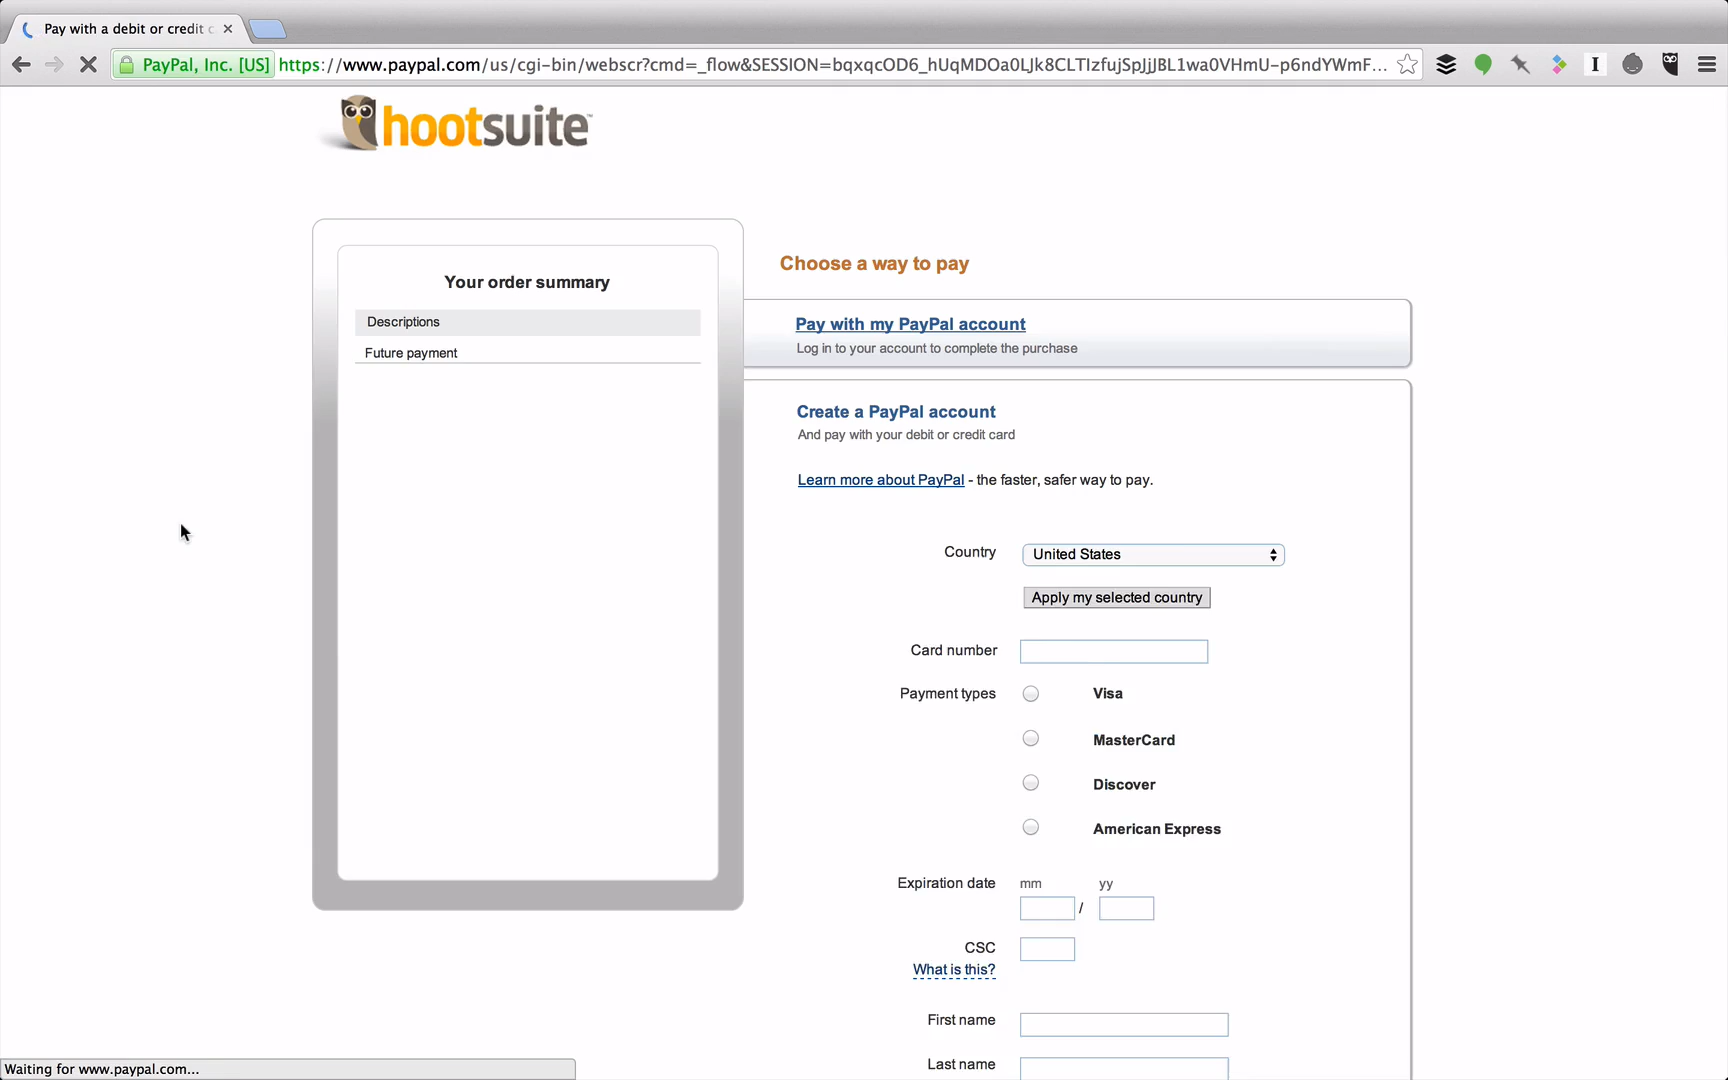 Pay with a debit or credit c
PayPal, Inc. [US]
https://www.paypal.com/us/cgi-bin/webscr?cmd=_flow&SESSION=bqxqcOD6_hUqMDOa0LJk8CLTIzfujSpJjJBL1wa0VHmU-p6ndYWmF...
hootsuite™
Your order summary
Descriptions
Future payment
Choose a way to pay
Pay with my PayPal account
Log in to your account to complete the purchase
Create a PayPal account
And pay with your debit or credit card
Learn more about PayPal - the faster, safer way to pay.
Country
United States
Apply my selected country
Card number
Payment types
Visa
MasterCard
Discover
American Express
Expiration date
mm
yy
/
CSC
What is this?
First name
Last name
Waiting for www.paypal.com...